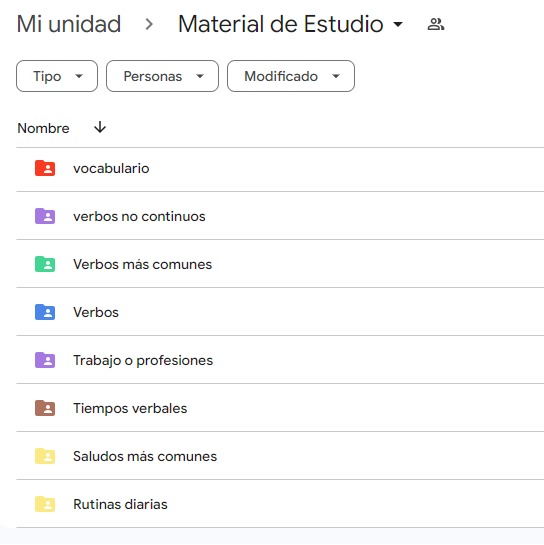 Mi unidad > Material de Estudio
Tipo Personas Modificado
Nombre
vocabulario
verbos no continuos
Verbos más comunes
Verbos
Trabajo o profesiones
Tiempos verbales
Saludos más comunes
Rutinas diarias